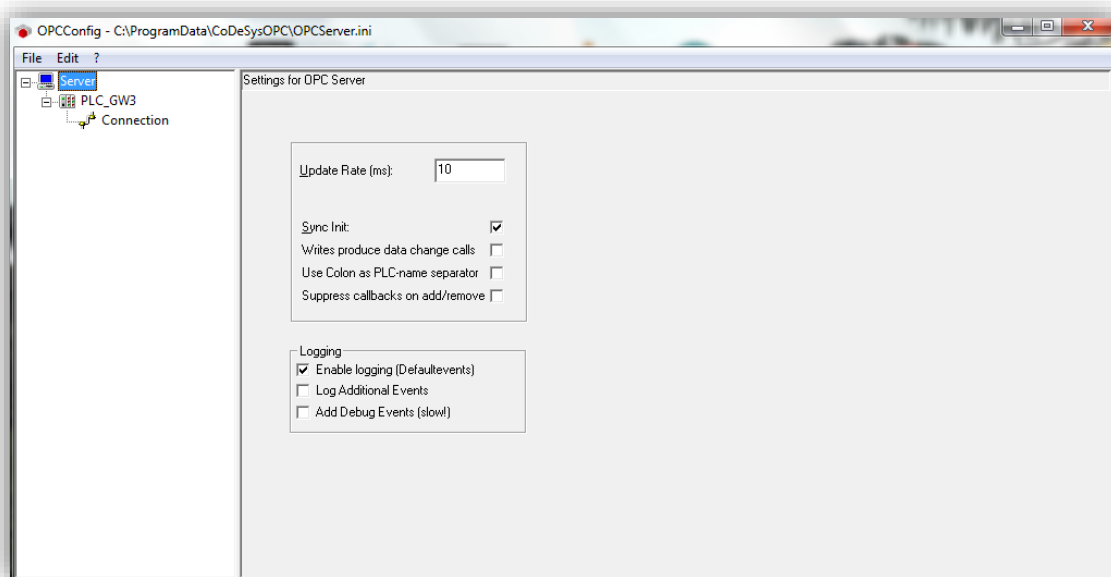 OPCConfig - C:\ProgramData\CoDeSysOPC\OPCServer.ini
File Edit ?
Server
PLC_GW3
Connection
Settings for OPC Server
Update Rate (ms): 10
Sync Init:
Writes produce data change calls
Use Colon as PLC-name separator
Suppress callbacks on add/remove
Logging
Enable logging (Defaultevents)
Log Additional Events
Add Debug Events (slow!)